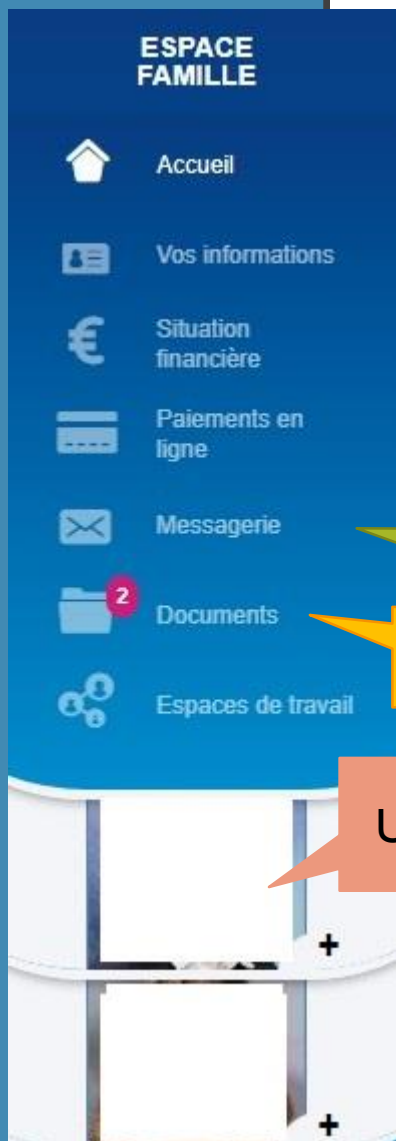 ESPACE
FAMILLE
Accueil
Vos informations
Situation
financière
Paiements en
ligne
Messagerie
2
Documents
Espaces de travail
U
+
+